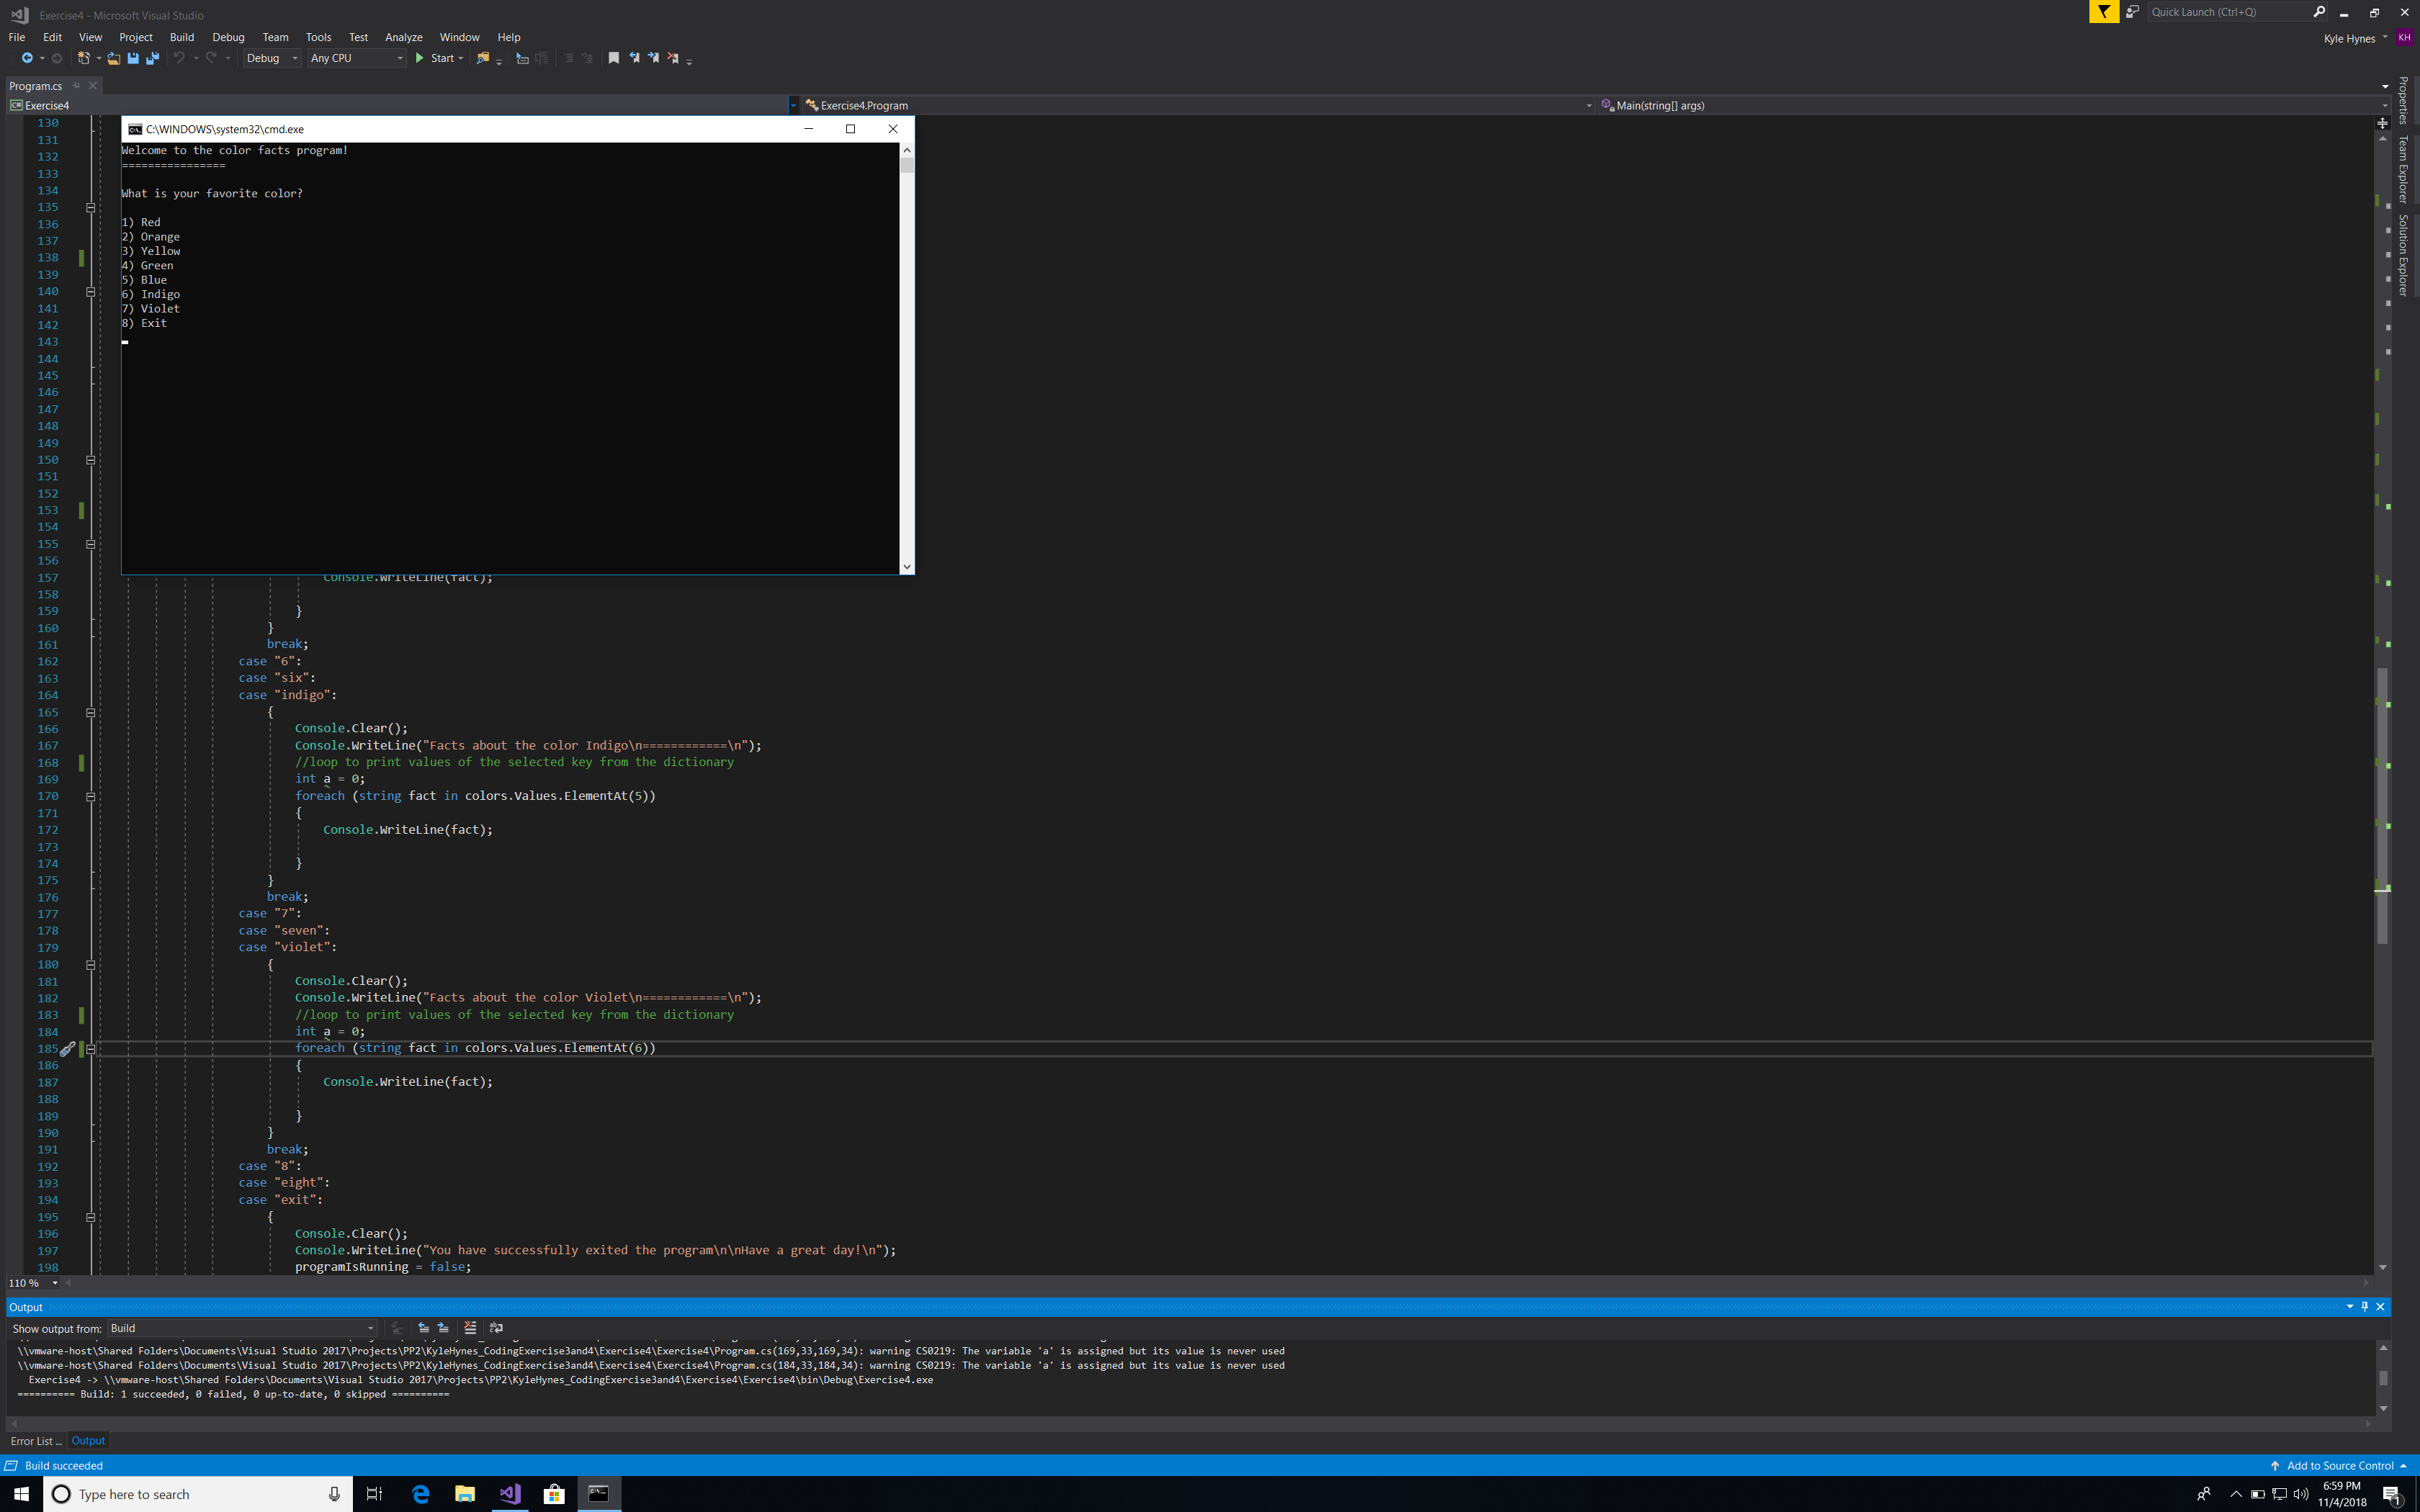 Exercise4 - Microsoft Visual Studio
Quick Launch (Ctrl+Q)
File Edit View Project Build Debug Team Tools Test Analyze Window Help
Kyle Hynes KH
Debug Any CPU Start
Program.cs
Exercise4 Exercise4.Program Main(string[] args)
Properties
Team Explorer
Solution Explorer
C:\WINDOWS\system32\cmd.exe
Welcome to the color facts program!
================
What is your favorite color?
1) Red
2) Orange
3) Yellow
4) Green
5) Blue
6) Indigo
7) Violet
8) Exit
130
131
132
133
134
135
136
137
138
139
140
141
142
143
144
145
146
147
148
149
150
151
152
153
154
155
156
157 Console.WriteLine(fact);
158
159 }
160 }
161 break;
162 case "6":
163 case "six":
164 case "indigo":
165 {
166 Console.Clear();
167 Console.WriteLine("Facts about the color Indigo\n============\n");
168 //loop to print values of the selected key from the dictionary
169 int a = 0;
170 foreach (string fact in colors.Values.ElementAt(5))
171 {
172 Console.WriteLine(fact);
173
174 }
175 }
176 break;
177 case "7":
178 case "seven":
179 case "violet":
180 {
181 Console.Clear();
182 Console.WriteLine("Facts about the color Violet\n============\n");
183 //loop to print values of the selected key from the dictionary
184 int a = 0;
185 foreach (string fact in colors.Values.ElementAt(6))
186 {
187 Console.WriteLine(fact);
188
189 }
190 }
191 break;
192 case "8":
193 case "eight":
194 case "exit":
195 {
196 Console.Clear();
197 Console.WriteLine("You have successfully exited the program\n\nHave a great day!\n");
198 programIsRunning = false;
110 %
Output
Show output from: Build
\\vmware-host\Shared Folders\Documents\Visual Studio 2017\Projects\PP2\KyleHynes_CodingExercise3and4\Exercise4\Exercise4\Program.cs(169,33,169,34): warning CS0219: The variable 'a' is assigned but its value is never used
\\vmware-host\Shared Folders\Documents\Visual Studio 2017\Projects\PP2\KyleHynes_CodingExercise3and4\Exercise4\Exercise4\Program.cs(184,33,184,34): warning CS0219: The variable 'a' is assigned but its value is never used
Exercise4 -> \\vmware-host\Shared Folders\Documents\Visual Studio 2017\Projects\PP2\KyleHynes_CodingExercise3and4\Exercise4\Exercise4\bin\Debug\Exercise4.exe
========== Build: 1 succeeded, 0 failed, 0 up-to-date, 0 skipped ==========
Error List ... Output
Build succeeded
Add to Source Control
Type here to search
6:59 PM
11/4/2018
1